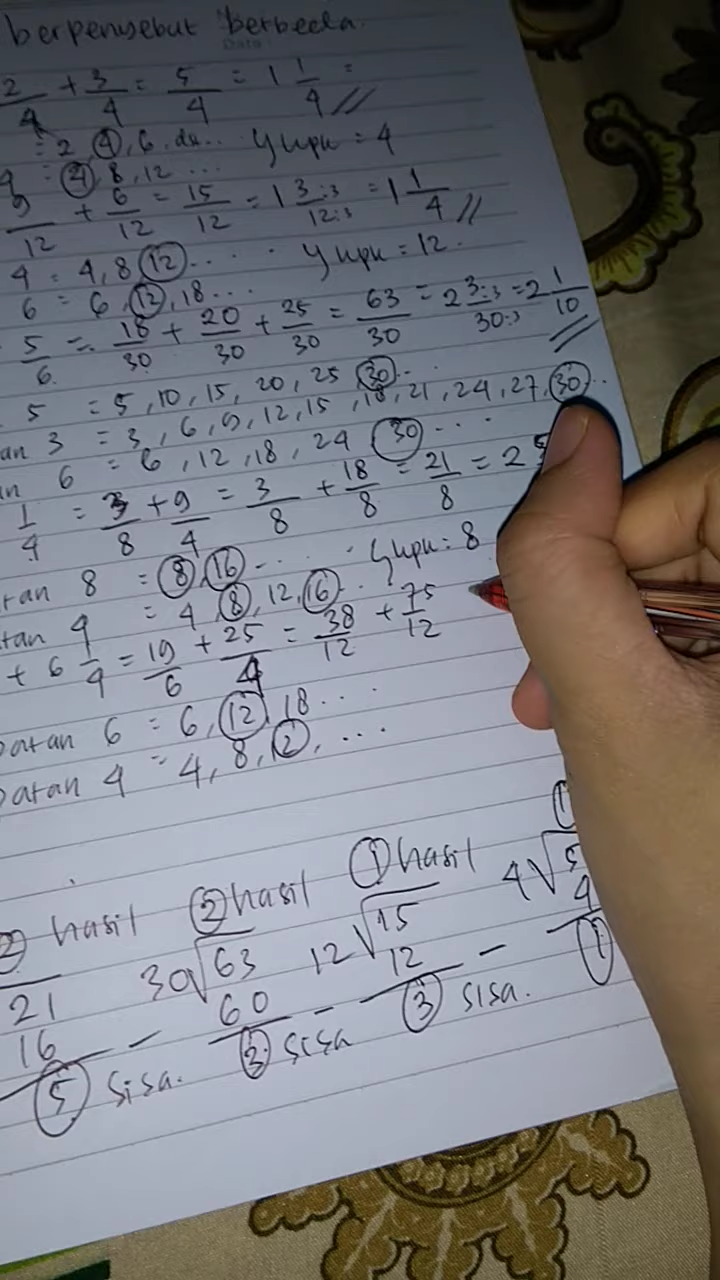 berpenyebut berbeda.
2/4 + 3/4 = 5/4 = 1 1/4 =
= 2, 4, 6. dst.. = 4
= 4, 8, 12 ...
9/12 + 6/12 = 15/12 = 1 3:3/12:3 = 1 1/4
4 = 4, 8 12 ....
= 12.
6 = 6, 12, 18 ...
5/6 = 18/30 + 20/30 + 25/30 = 63/30 = 2 3:3/30:3 = 2 1/10
5 = 5, 10, 15, 20, 25 30 ..
an 3 = 3, 6, 9, 12, 15, 18, 21, 24, 27, 30 ..
an 6 = 6, 12, 18, 24 30 ...
1/4 = 3/8 + 9/4 = 3/8 + 18/8 = 21/8 = 2 5
tan 8 = 8, 16 .... : 8
tan 4 = 4, 8, 12, 16 .
+ 6 1/4 = 19/6 + 25/4 = 38/12 + 75/12
atan 6 = 6, 12, 18 ...
atan 4 = 4, 8, 12, ...
2 hasil 2 hasil 1 hasil
21 30√63 12√15 4√5
16 - 60 - 12 - 4
5 sisa. 3 sisa 3 sisa. 1